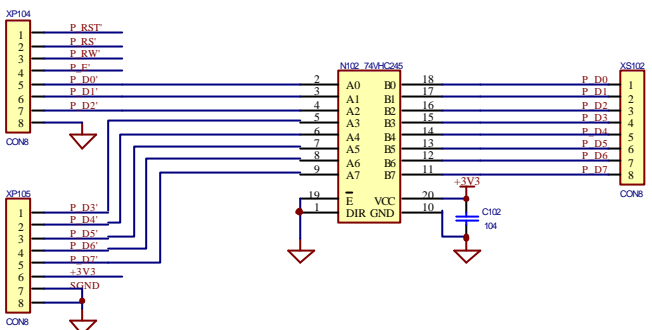 XP104
1 P_RST'
2 P_RS'
3 P_RW'
4 P_E'
5 P_D0'
6 P_D1'
7 P_D2'
8
CON8
N102 74VHC245
2 A0 B0 18
3 A1 B1 17
4 A2 B2 16
5 A3 B3 15
6 A4 B4 14
7 A5 B5 13
8 A6 B6 12
9 A7 B7 11
19 E VCC 20
1 DIR GND 10
+3V3
C102
104
XS102
P_D0 1
P_D1 2
P_D2 3
P_D3 4
P_D4 5
P_D5 6
P_D6 7
P_D7 8
CON8
XP105
1 P_D3'
2 P_D4'
3 P_D5'
4 P_D6'
5 P_D7'
6 +3V3
7 SGND
8
CON8